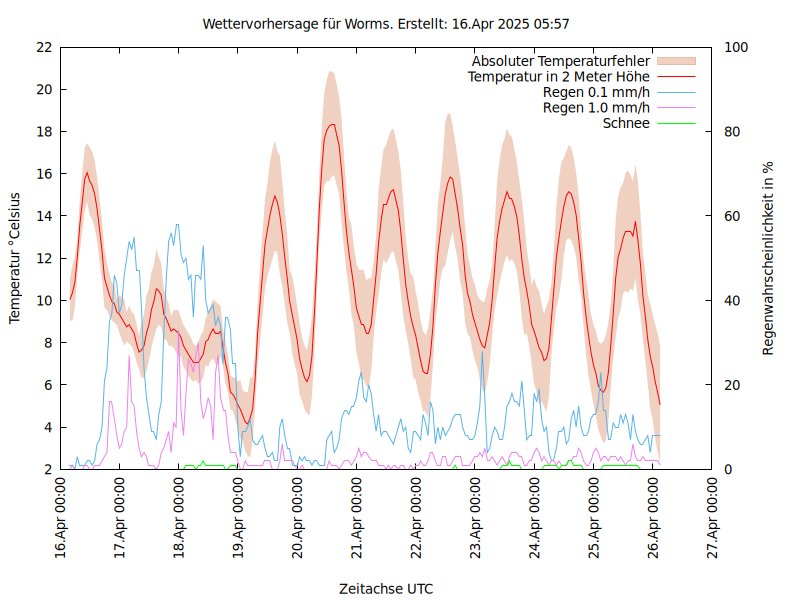 Wettervorhersage für Worms. Erstellt: 16.Apr 2025 05:57
Absoluter Temperaturfehler
Temperatur in 2 Meter Höhe
Regen 0.1 mm/h
Regen 1.0 mm/h
Schnee
Temperatur °Celsius
22
20
18
16
14
12
10
8
6
4
2
100
80
60
40
20
0
Regenwahrscheinlichkeit in %
16.Apr 00:00
17.Apr 00:00
18.Apr 00:00
19.Apr 00:00
20.Apr 00:00
21.Apr 00:00
22.Apr 00:00
23.Apr 00:00
24.Apr 00:00
25.Apr 00:00
26.Apr 00:00
27.Apr 00:00
Zeitachse UTC